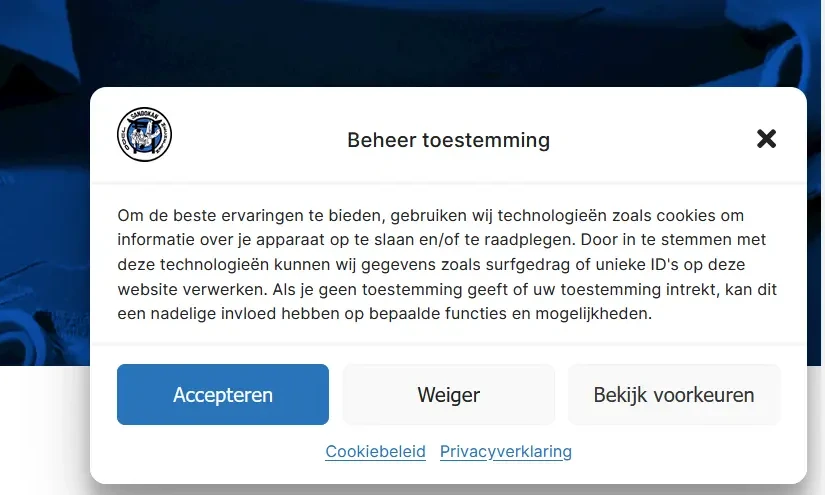 SANDOKAN
Beheer toestemming
Om de beste ervaringen te bieden, gebruiken wij technologieën zoals cookies om
informatie over je apparaat op te slaan en/of te raadplegen. Door in te stemmen met
deze technologieën kunnen wij gegevens zoals surfgedrag of unieke ID's op deze
website verwerken. Als je geen toestemming geeft of uw toestemming intrekt, kan dit
een nadelige invloed hebben op bepaalde functies en mogelijkheden.
Accepteren Weiger Bekijk voorkeuren
Cookiebeleid Privacyverklaring